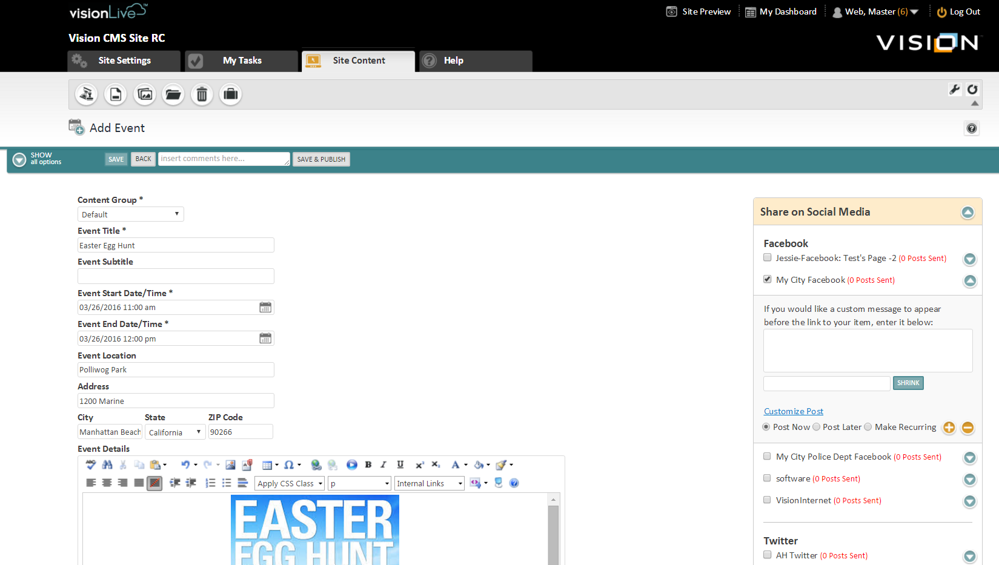 visionLive™
Site Preview
My Dashboard
Web, Master (6)
Log Out
Vision CMS Site RC
VISION
Site Settings
My Tasks
Site Content
Help
Add Event
SHOW
all options
SAVE
BACK
insert comments here...
SAVE & PUBLISH
Content Group *
Default
Event Title *
Easter Egg Hunt
Event Subtitle
Event Start Date/Time *
03/26/2016 11:00 am
Event End Date/Time *
03/26/2016 12:00 pm
Event Location
Polliwog Park
Address
1200 Marine
City State ZIP Code
Manhattan Beach California 90266
Event Details
ABC
Ω B I U x² x₂ A
Apply CSS Class p Internal Links
EASTER
EGG HUNT
Share on Social Media
Facebook
Jessie-Facebook: Test's Page -2 (0 Posts Sent)
My City Facebook (0 Posts Sent)
If you would like a custom message to appear
before the link to your item, enter it below:
SHRINK
Customize Post
Post Now Post Later Make Recurring
My City Police Dept Facebook (0 Posts Sent)
software (0 Posts Sent)
VisionInternet (0 Posts Sent)
Twitter
AH Twitter (0 Posts Sent)